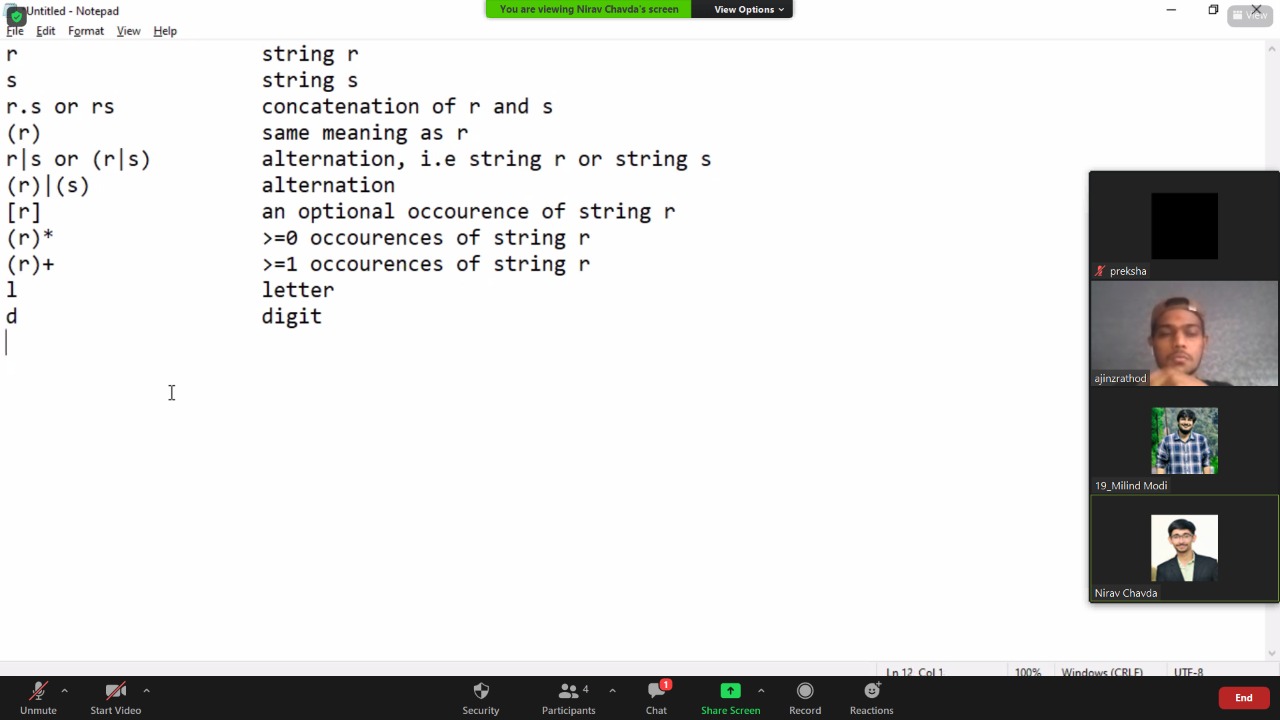 Untitled - Notepad
You are viewing Nirav Chavda's screen
View Options
View
File Edit Format View Help
r string r
s string s
r.s or rs concatenation of r and s
(r) same meaning as r
r|s or (r|s) alternation, i.e string r or string s
(r)|(s) alternation
[r] an optional occourence of string r
(r)* >=0 occourences of string r
(r)+ >=1 occourences of string r
l letter
d digit
preksha
ajinzrathod
19_Milind Modi
Nirav Chavda
Ln 12, Col 1 100% Windows (CRLF) UTF-8
Unmute Start Video Security Participants 4 Chat 1 Share Screen Record Reactions End